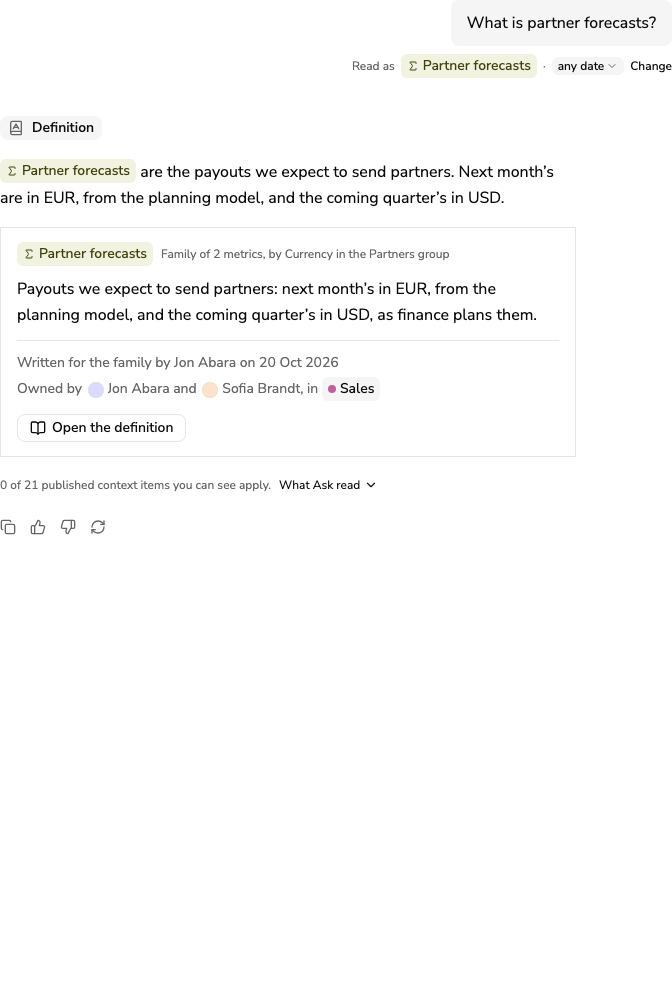 What is partner forecasts?
Read as Σ Partner forecasts · any date Change
Definition
Σ Partner forecasts are the payouts we expect to send partners. Next month’s
are in EUR, from the planning model, and the coming quarter’s in USD.
Σ Partner forecasts Family of 2 metrics, by Currency in the Partners group
Payouts we expect to send partners: next month’s in EUR, from the
planning model, and the coming quarter’s in USD, as finance plans them.
Written for the family by Jon Abara on 20 Oct 2026
Owned by Jon Abara and Sofia Brandt, in Sales
Open the definition
0 of 21 published context items you can see apply. What Ask read